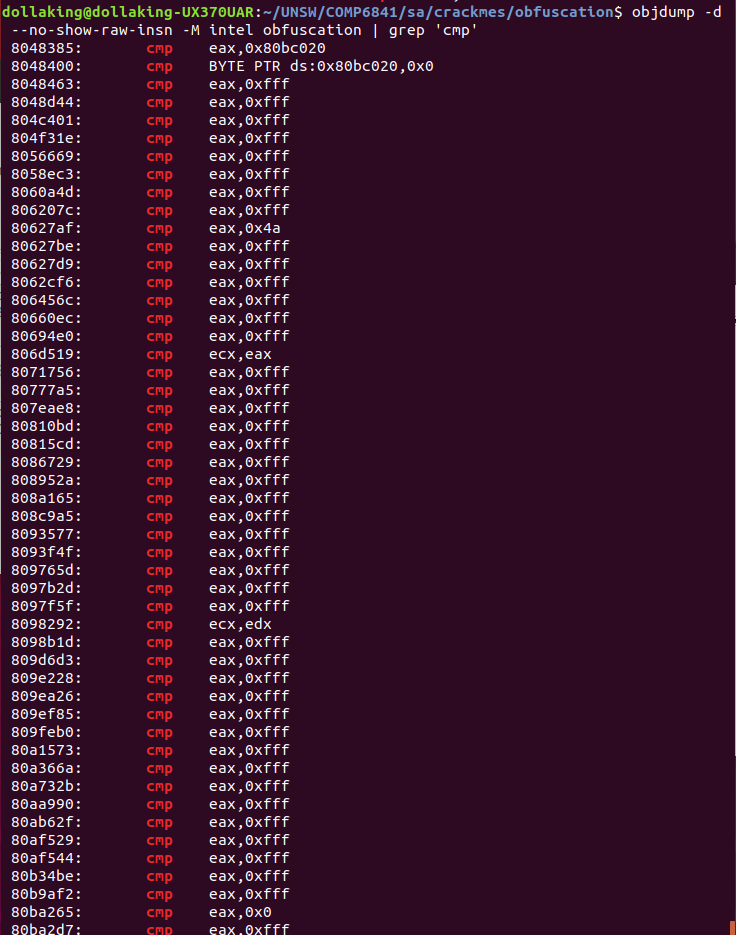 dollaking@dollaking-UX370UAR:~/UNSW/COMP6841/sa/crackmes/obfuscation$ objdump -d
--no-show-raw-insn -M intel obfuscation | grep 'cmp'
8048385: cmp eax,0x80bc020
8048400: cmp BYTE PTR ds:0x80bc020,0x0
8048463: cmp eax,0xfff
8048d44: cmp eax,0xfff
804c401: cmp eax,0xfff
804f31e: cmp eax,0xfff
8056669: cmp eax,0xfff
8058ec3: cmp eax,0xfff
8060a4d: cmp eax,0xfff
806207c: cmp eax,0xfff
80627af: cmp eax,0x4a
80627be: cmp eax,0xfff
80627d9: cmp eax,0xfff
8062cf6: cmp eax,0xfff
806456c: cmp eax,0xfff
80660ec: cmp eax,0xfff
80694e0: cmp eax,0xfff
806d519: cmp ecx,eax
8071756: cmp eax,0xfff
80777a5: cmp eax,0xfff
807eae8: cmp eax,0xfff
80810bd: cmp eax,0xfff
80815cd: cmp eax,0xfff
8086729: cmp eax,0xfff
808952a: cmp eax,0xfff
808a165: cmp eax,0xfff
808c9a5: cmp eax,0xfff
8093577: cmp eax,0xfff
8093f4f: cmp eax,0xfff
809765d: cmp eax,0xfff
8097b2d: cmp eax,0xfff
8097f5f: cmp eax,0xfff
8098292: cmp ecx,edx
8098b1d: cmp eax,0xfff
809d6d3: cmp eax,0xfff
809e228: cmp eax,0xfff
809ea26: cmp eax,0xfff
809ef85: cmp eax,0xfff
809feb0: cmp eax,0xfff
80a1573: cmp eax,0xfff
80a366a: cmp eax,0xfff
80a732b: cmp eax,0xfff
80aa990: cmp eax,0xfff
80ab62f: cmp eax,0xfff
80af529: cmp eax,0xfff
80af544: cmp eax,0xfff
80b34be: cmp eax,0xfff
80b9af2: cmp eax,0xfff
80ba265: cmp eax,0x0
80ba2d7: cmp eax,0xfff